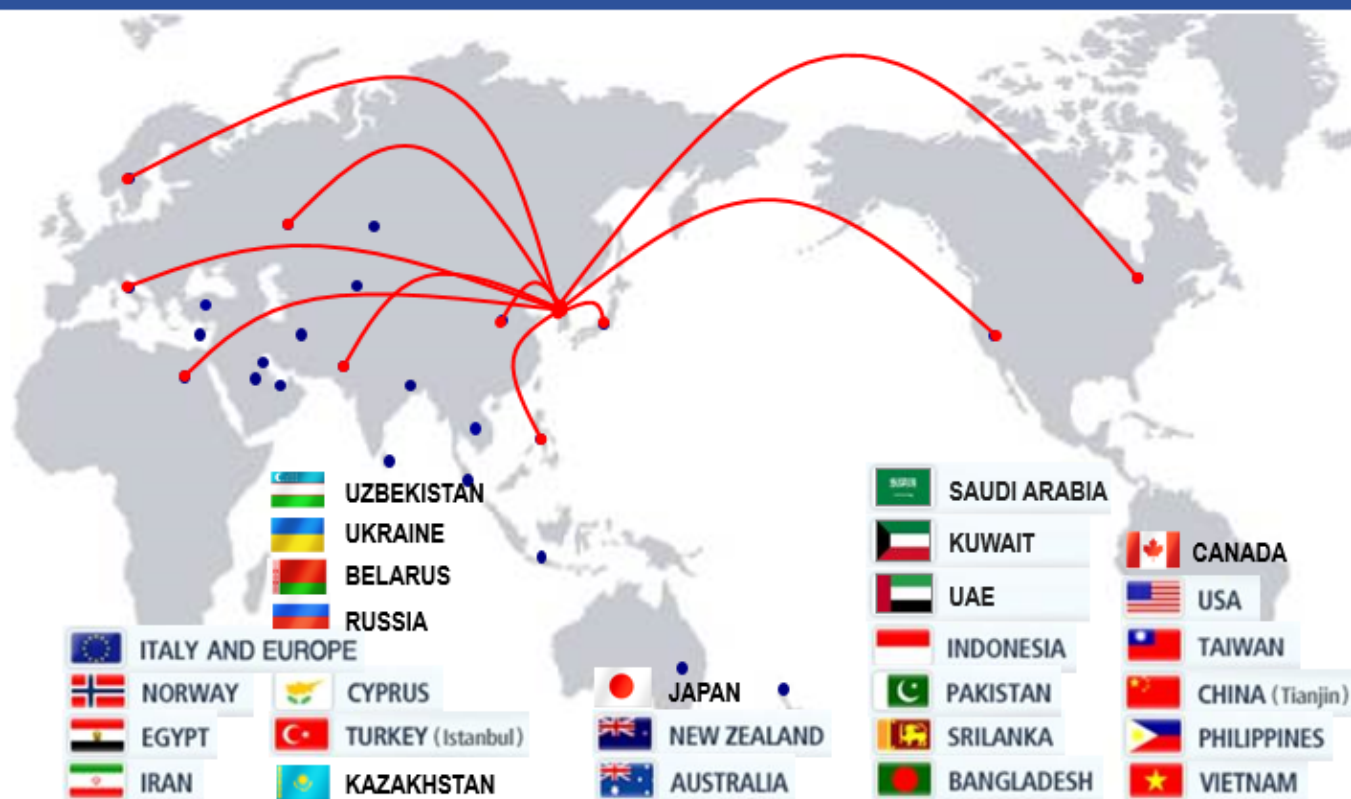 UZBEKISTAN
UKRAINE
BELARUS
RUSSIA
ITALY AND EUROPE
NORWAY
EGYPT
IRAN
CYPRUS
TURKEY (Istanbul)
KAZAKHSTAN
JAPAN
NEW ZEALAND
AUSTRALIA
SAUDI ARABIA
KUWAIT
UAE
INDONESIA
PAKISTAN
SRILANKA
BANGLADESH
CANADA
USA
TAIWAN
CHINA (Tianjin)
PHILIPPINES
VIETNAM